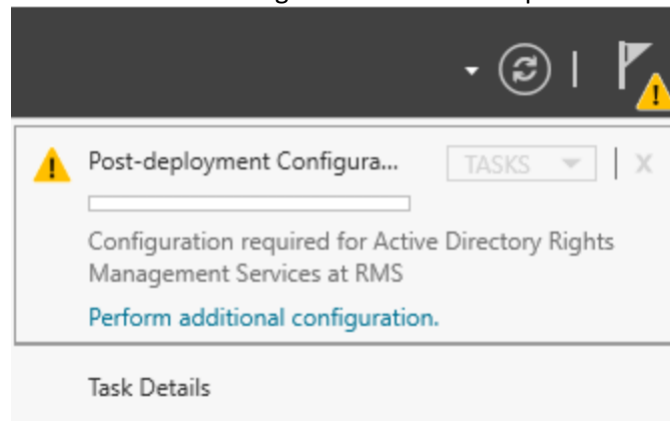 Post-deployment Configura...
TASKS
X
Configuration required for Active Directory Rights
Management Services at RMS
Perform additional configuration.
Task Details